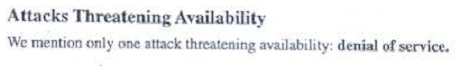 Attacks Threatening Availability
We mention only one attack threatening availability: denial of service.